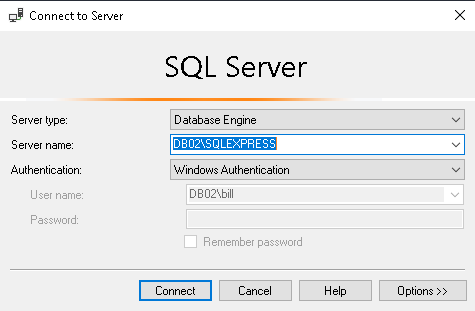 Connect to Server
SQL Server
Server type: Database Engine
Server name: DB02\SQLEXPRESS
Authentication: Windows Authentication
User name: DB02\bill
Password:
Remember password
Connect Cancel Help Options >>